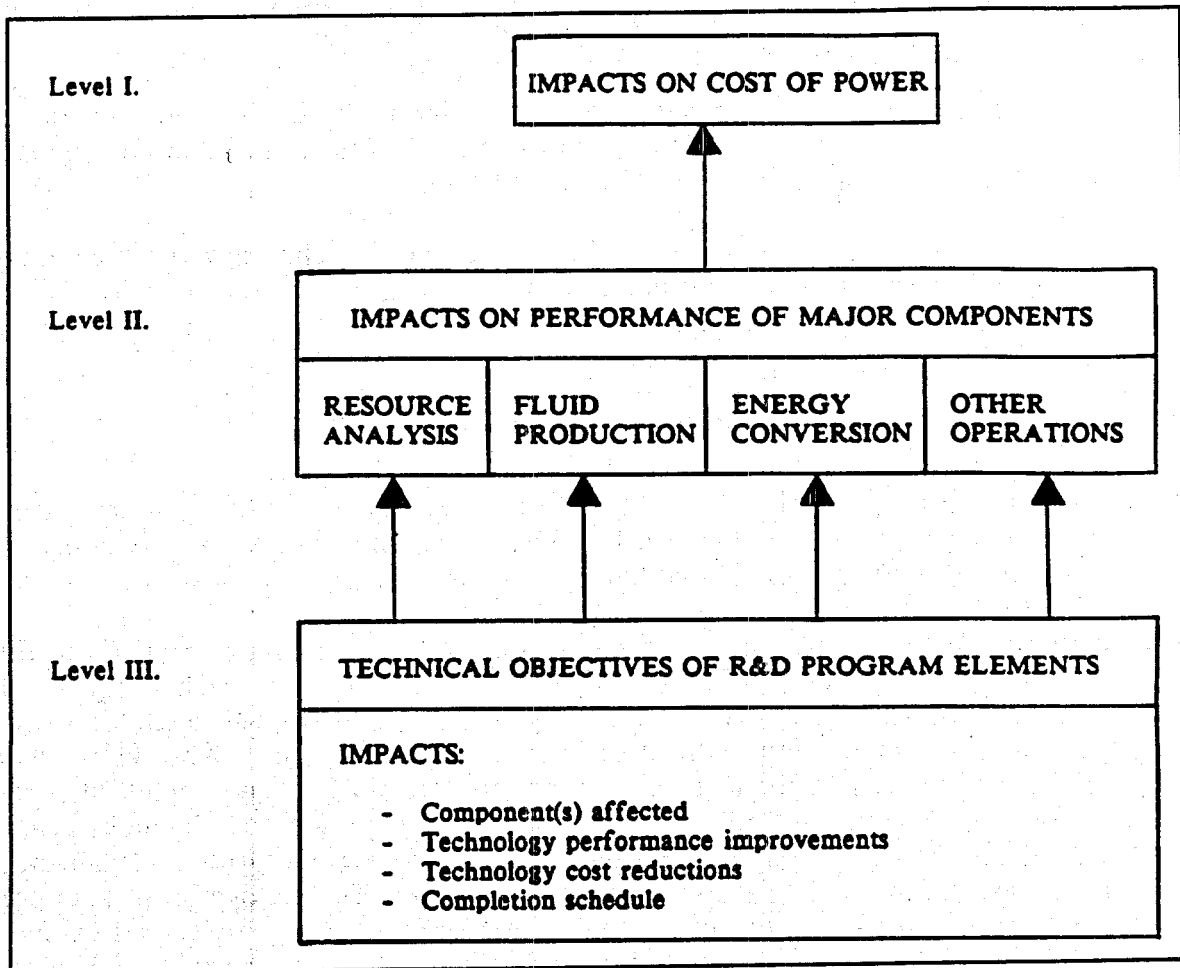 Level I.
IMPACTS ON COST OF POWER
Level II.
IMPACTS ON PERFORMANCE OF MAJOR COMPONENTS
RESOURCE
ANALYSIS
FLUID
PRODUCTION
ENERGY
CONVERSION
OTHER
OPERATIONS
Level III.
TECHNICAL OBJECTIVES OF R&D PROGRAM ELEMENTS
IMPACTS:
- Component(s) affected
- Technology performance improvements
- Technology cost reductions
- Completion schedule